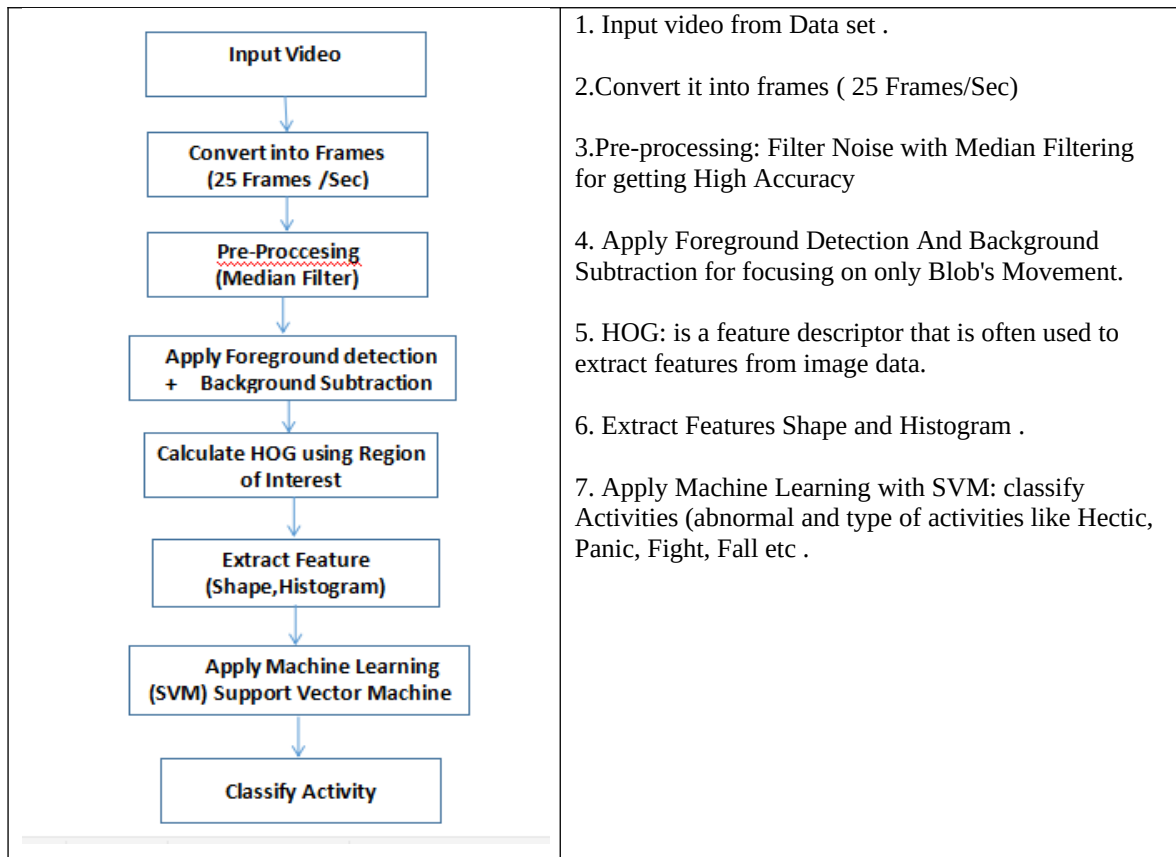 Input Video
Convert into Frames
(25 Frames /Sec)
Pre-Proccesing
(Median Filter)
Apply Foreground detection
+ Background Subtraction
Calculate HOG using Region
of Interest
Extract Feature
(Shape,Histogram)
Apply Machine Learning
(SVM) Support Vector Machine
Classify Activity
1. Input video from Data set .
2.Convert it into frames ( 25 Frames/Sec)
3.Pre-processing: Filter Noise with Median Filtering
for getting High Accuracy
4. Apply Foreground Detection And Background
Subtraction for focusing on only Blob's Movement.
5. HOG: is a feature descriptor that is often used to
extract features from image data.
6. Extract Features Shape and Histogram .
7. Apply Machine Learning with SVM: classify
Activities (abnormal and type of activities like Hectic,
Panic, Fight, Fall etc .